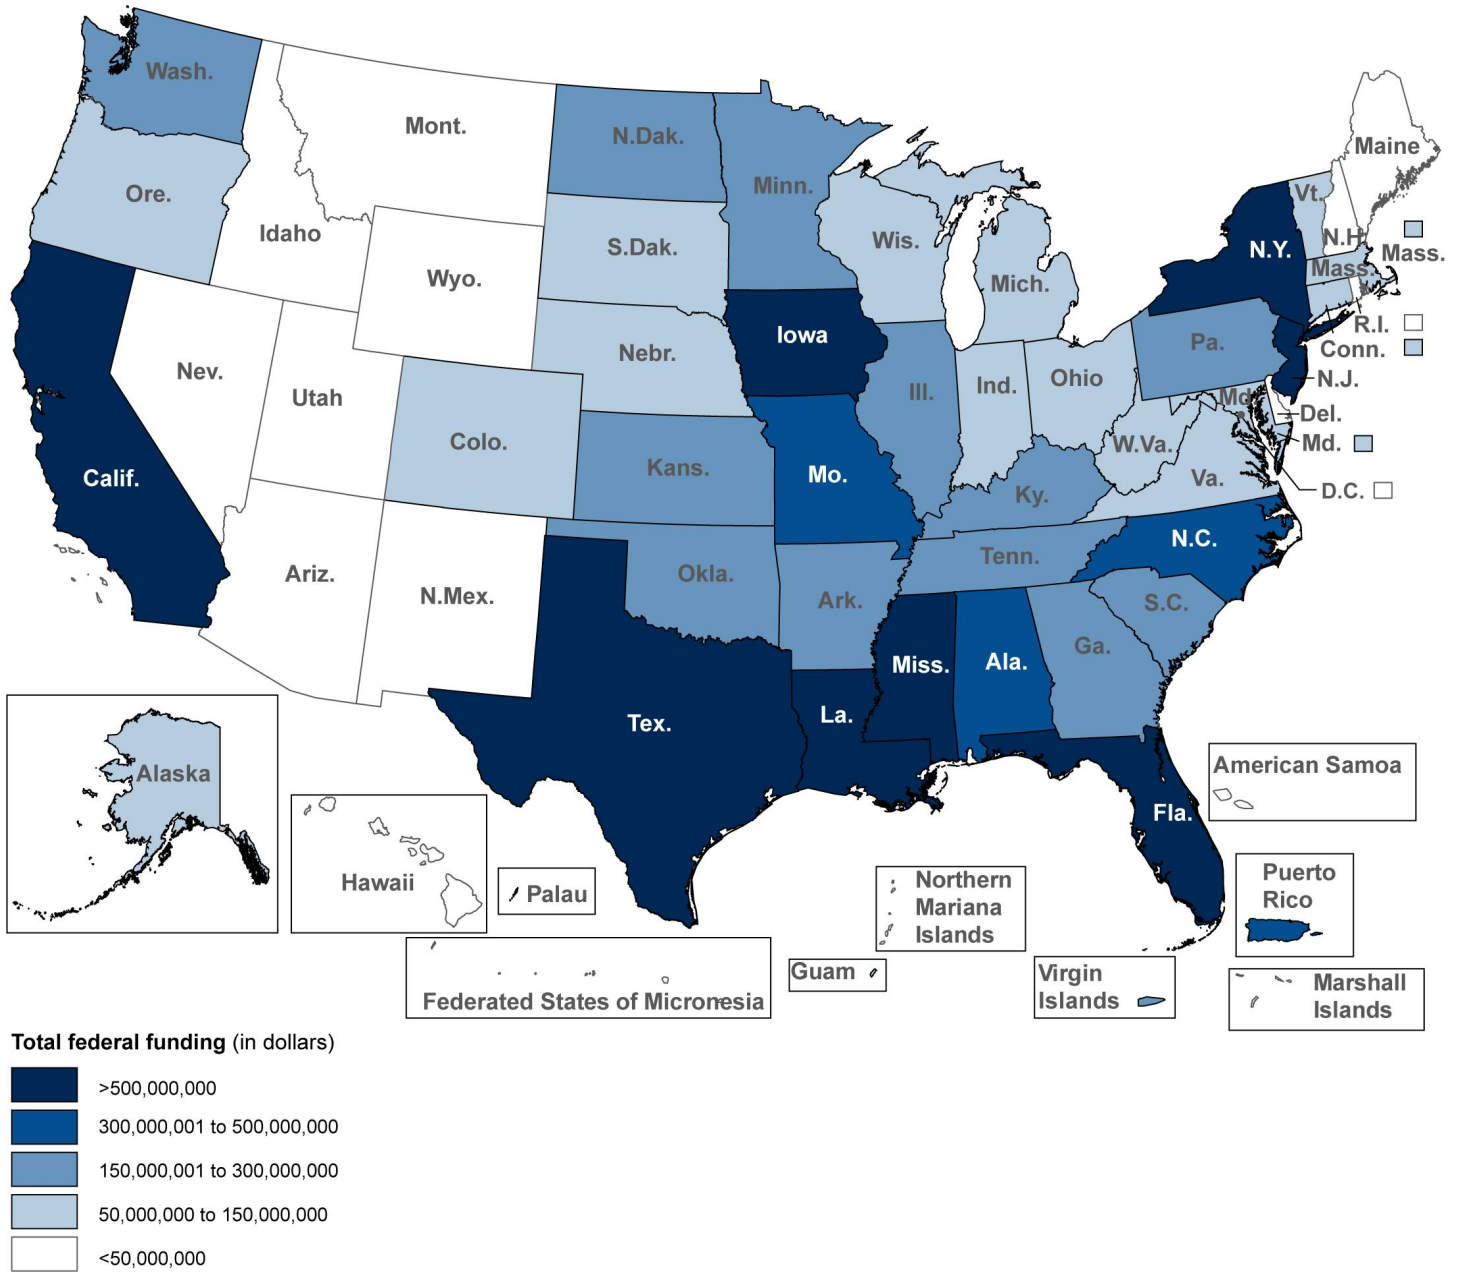 Wash.
Mont.
N.Dak.
Minn.
Maine
Ore.
Idaho
Vt.
N.H.
Wis.
S.Dak.
N.Y.
Mass.
Mass.
Wyo.
Mich.
R.I.
Iowa
Conn.
Pa.
Nebr.
Nev.
N.J.
Utah
Ill.
Ind.
Ohio
Md.
Del.
Colo.
W.Va.
Md.
Kans.
Calif.
Mo.
Va.
D.C.
Ky.
N.C.
Tenn.
Ariz.
Okla.
N.Mex.
Ark.
S.C.
Ga.
Miss.
Ala.
La.
Tex.
Alaska
American Samoa
Fla.
Hawaii
Palau
Northern
Mariana
Islands
Puerto
Rico
Federated States of Micronesia
Guam
Virgin
Islands
Marshall
Islands
Total federal funding (in dollars)
>500,000,000
300,000,001 to 500,000,000
150,000,001 to 300,000,000
50,000,000 to 150,000,000
<50,000,000